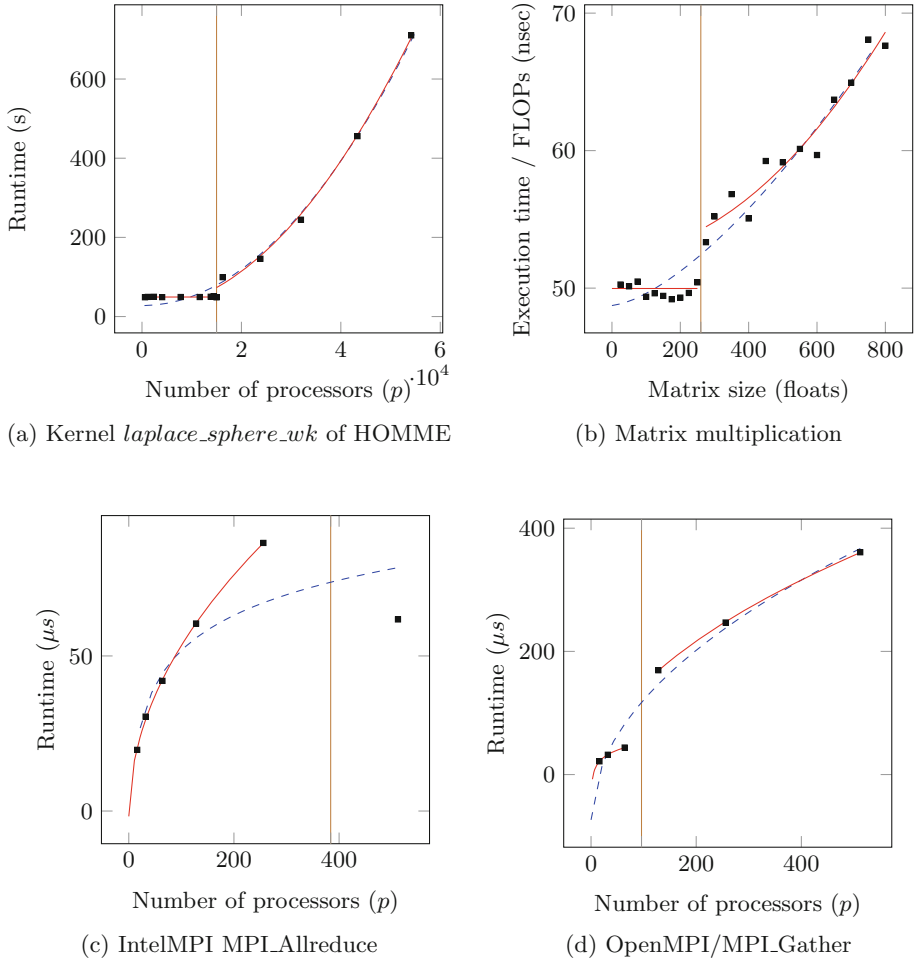 600
400
200
0
Runtime (s)
0 2 4 6
·10^4
Number of processors (p)
(a) Kernel laplace_sphere_wk of HOMME
70
60
50
Execution time / FLOPs (nsec)
0 200 400 600 800
Matrix size (floats)
(b) Matrix multiplication
50
0
Runtime (μs)
0 200 400
Number of processors (p)
(c) IntelMPI MPI_Allreduce
400
200
0
Runtime (μs)
0 200 400
Number of processors (p)
(d) OpenMPI/MPI_Gather